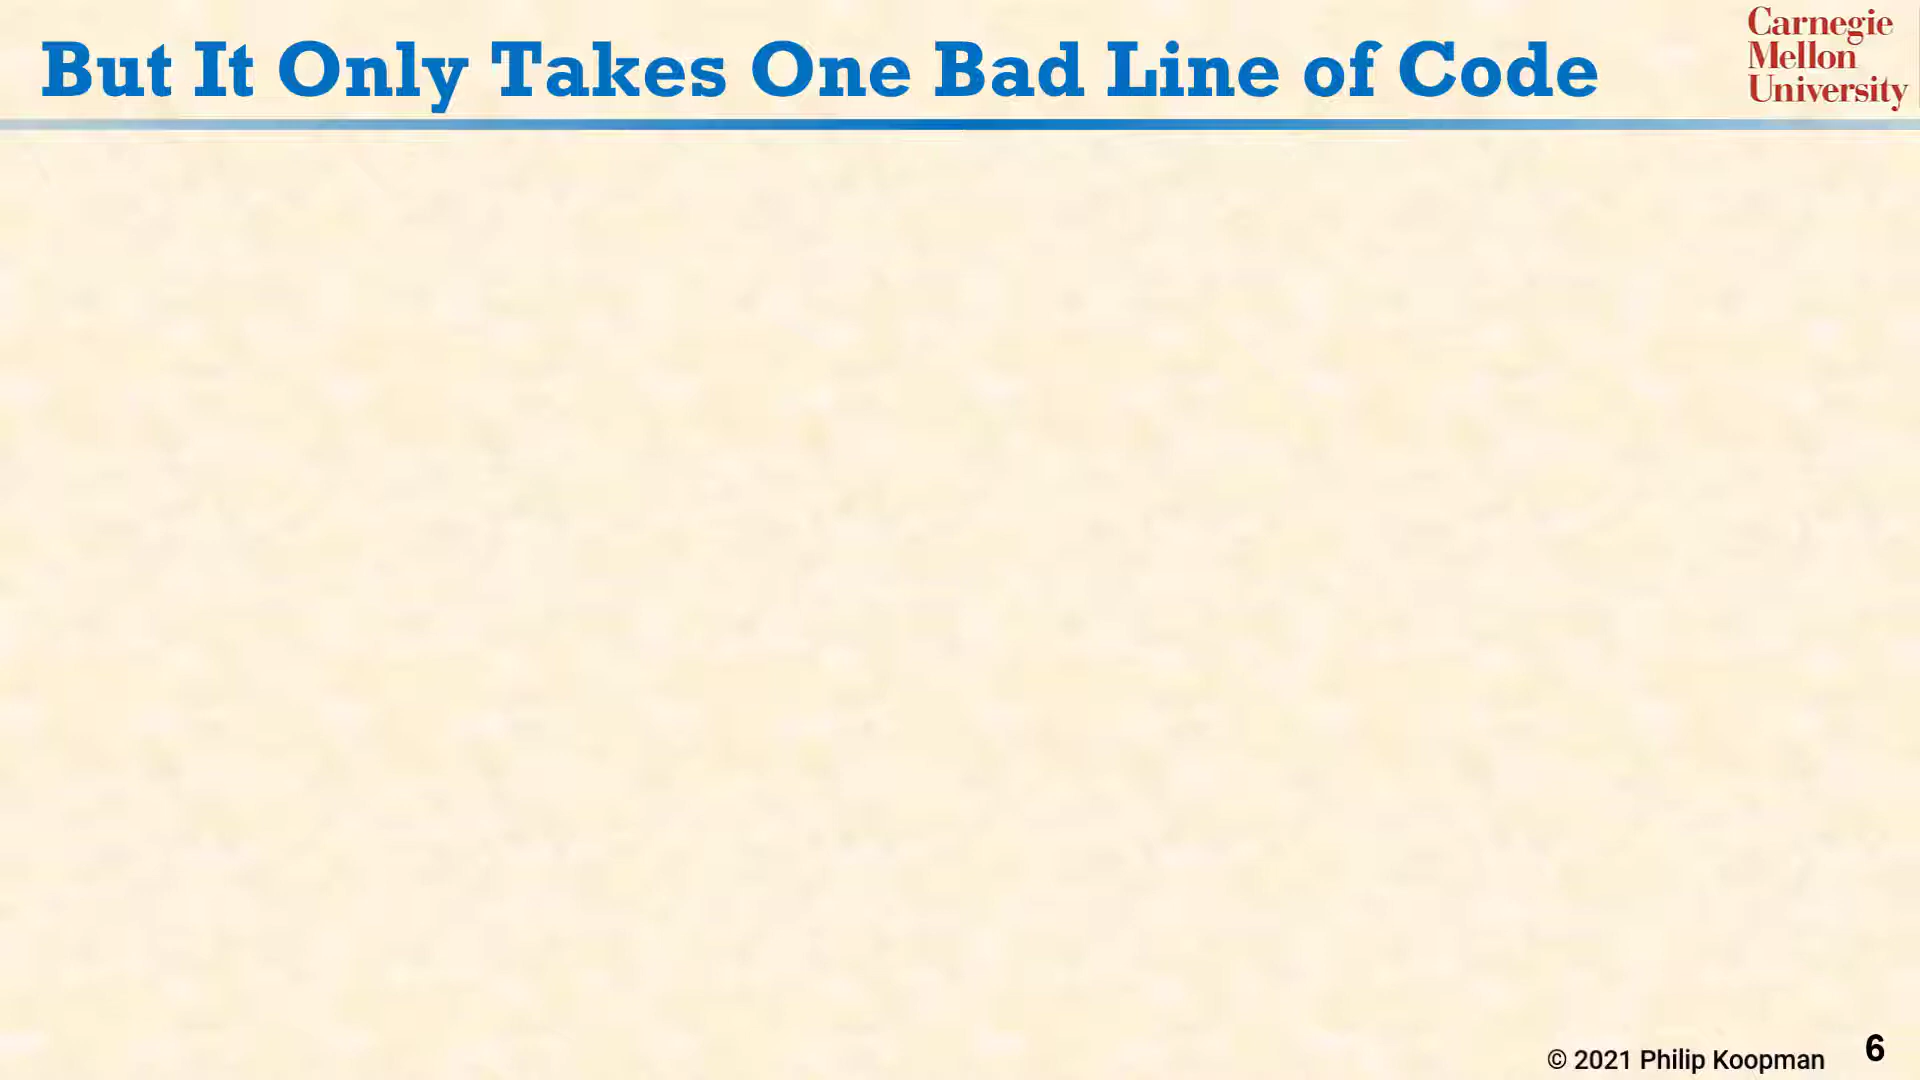 But It Only Takes One Bad Line of Code
Carnegie
Mellon
University
© 2021 Philip Koopman
6